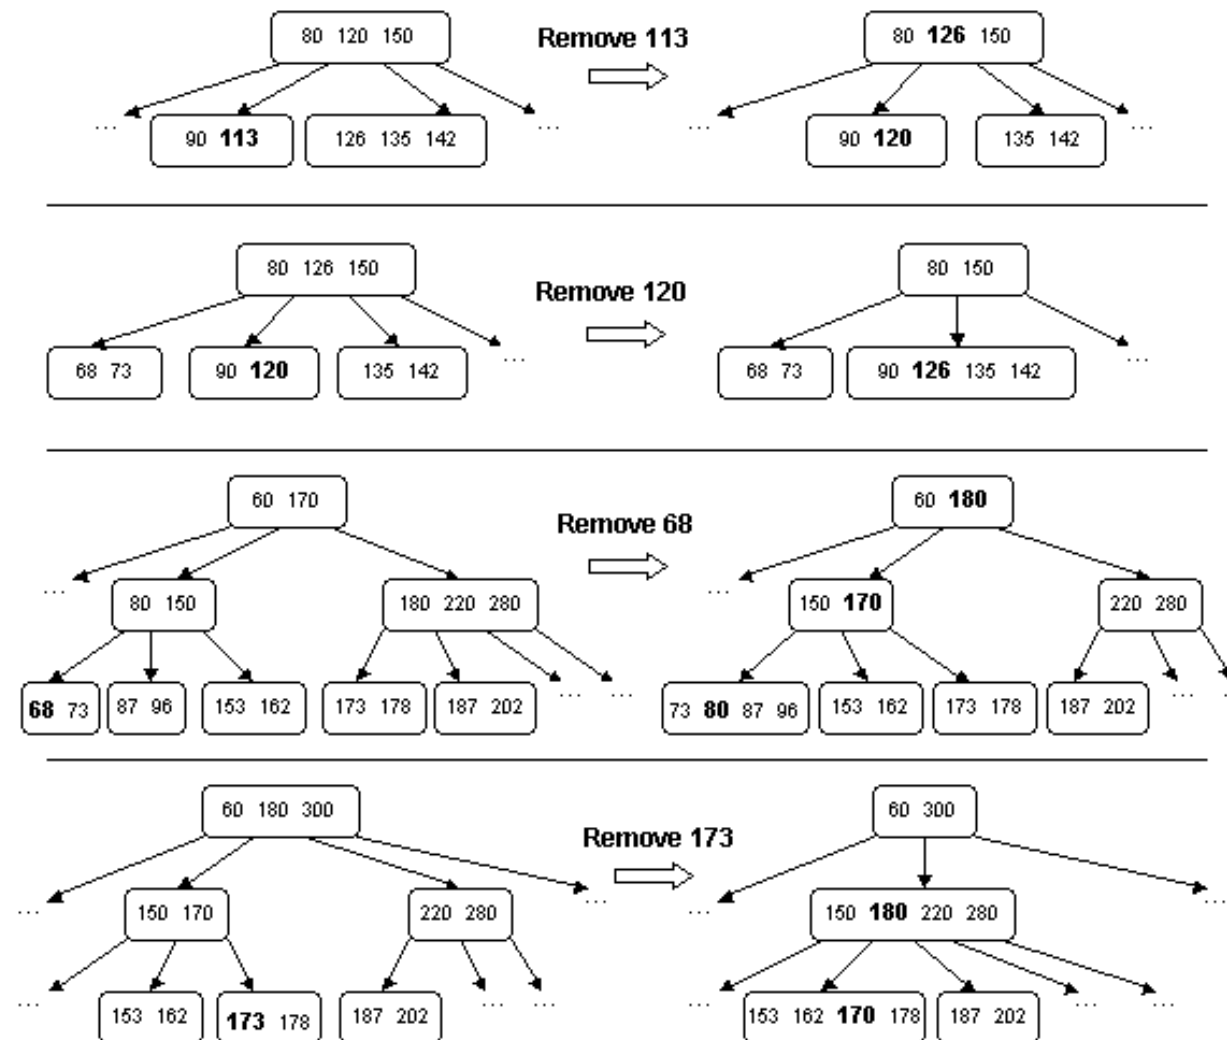 80 120 150 Remove 113 80 126 150
... ... ... ...
90 113 126 135 142 90 120 135 142
80 126 150 Remove 120 80 150
... ...
68 73 90 120 135 142 68 73 90 126 135 142
60 170 Remove 68 60 180
... ...
80 150 180 220 280 150 170 220 280
... ... ... ...
68 73 87 96 153 162 173 178 187 202 73 80 87 96 153 162 173 178 187 202
60 180 300 Remove 173 60 300
... ... ... ...
150 170 220 280 150 180 220 280
... ... ... ... ... ...
153 162 173 178 187 202 153 162 170 178 187 202